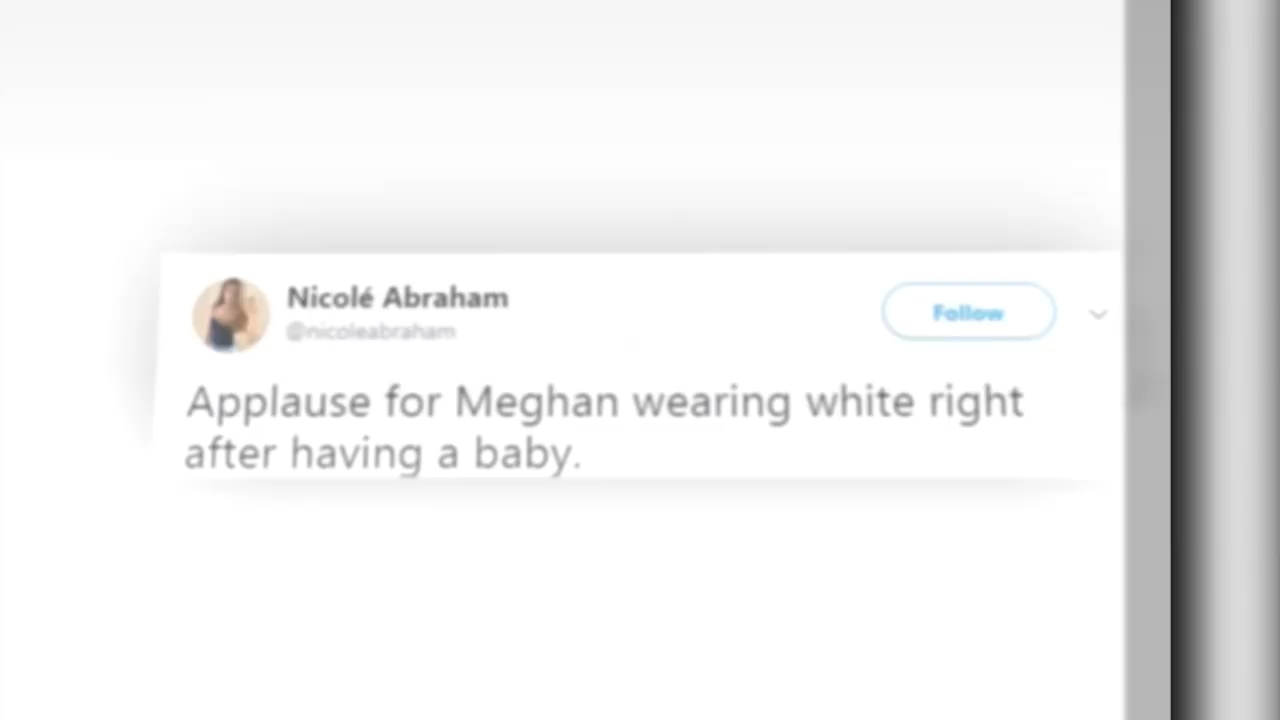 Nicolé Abraham
@nicoleabraham
Follow
Applause for Meghan wearing white right
after having a baby.